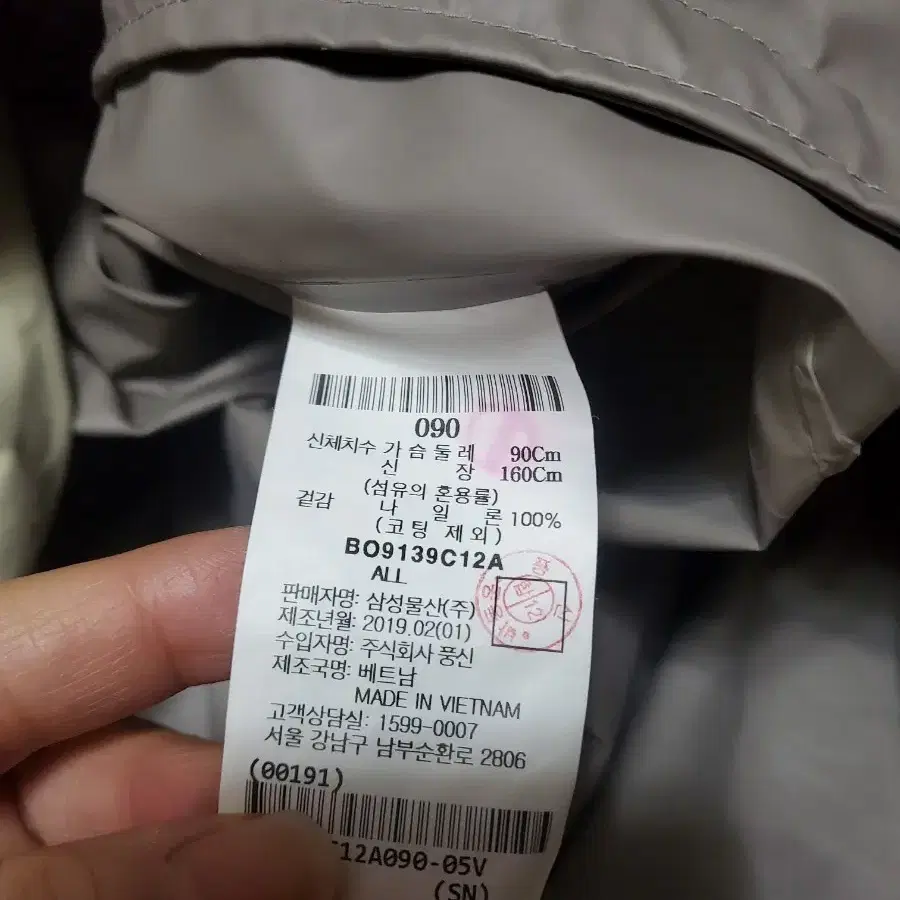 090
신체치수 가슴둘레 90Cm
신장 160Cm
(섬유의 혼용률)
겉감 나일론 100%
(코팅 제외)
BO9139C12A
ALL
판매자명: 삼성물산(주)
제조년월: 2019.02(01)
수입자명: 주식회사 풍신
제조국명: 베트남
MADE IN VIETNAM
고객상담실: 1599-0007
서울 강남구 남부순환로 2806
(00191)
12A090-05V
(SN)